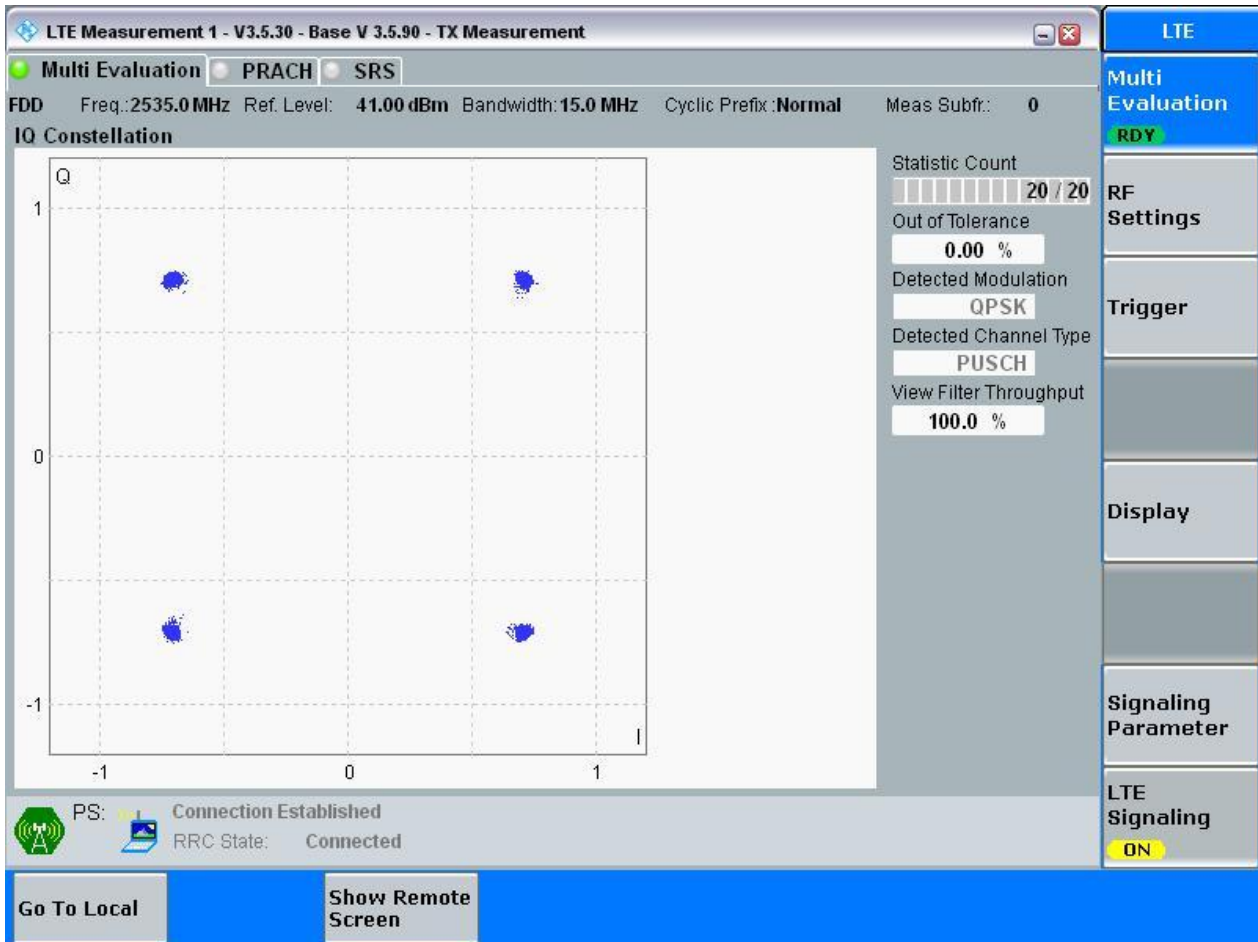 LTE Measurement 1 - V3.5.30 - Base V 3.5.90 - TX Measurement
LTE
Multi Evaluation PRACH SRS
Multi
Evaluation
RDY
FDD Freq.:2535.0 MHz Ref. Level: 41.00 dBm Bandwidth:15.0 MHz Cyclic Prefix :Normal Meas Subfr.: 0
IQ Constellation
Q
1
0
-1
-1 0 1
I
Statistic Count
20 / 20
Out of Tolerance
0.00 %
Detected Modulation
QPSK
Detected Channel Type
PUSCH
View Filter Throughput
100.0 %
RF
Settings
Trigger
Display
Signaling
Parameter
LTE
Signaling
ON
PS: Connection Established
RRC State: Connected
Go To Local
Show Remote
Screen